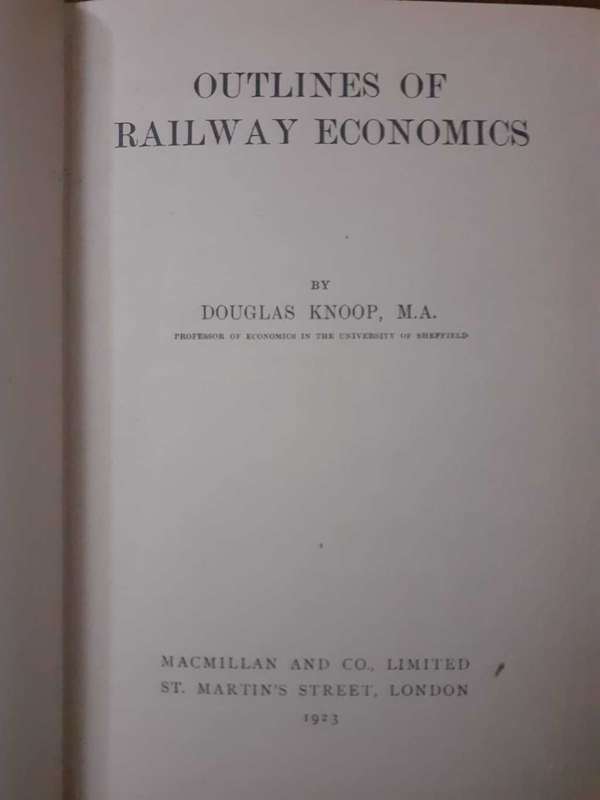 OUTLINES OF
RAILWAY ECONOMICS
BY
DOUGLAS KNOOP, M.A.
PROFESSOR OF ECONOMICS IN THE UNIVERSITY OF SHEFFIELD
MACMILLAN AND CO., LIMITED
ST. MARTIN'S STREET, LONDON
1923